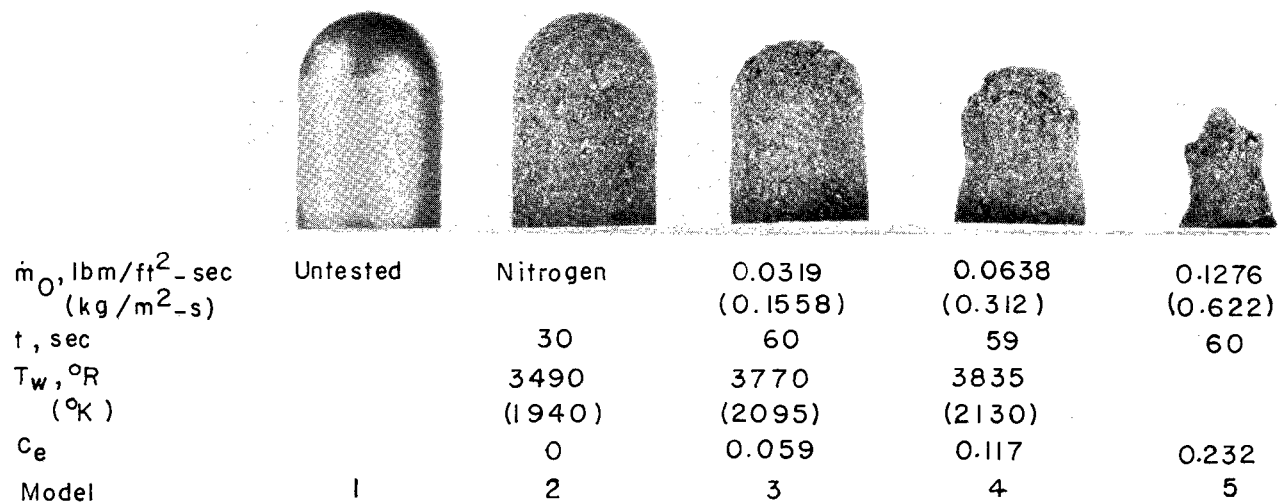 ṁO, lbm/ft²-sec Untested Nitrogen 0.0319 0.0638 0.1276
(kg/m²-s) (0.1558) (0.312) (0.622)
t, sec 30 60 59 60
Tw, °R 3490 3770 3835
(°K) (1940) (2095) (2130)
Ce 0 0.059 0.117 0.232
Model 1 2 3 4 5